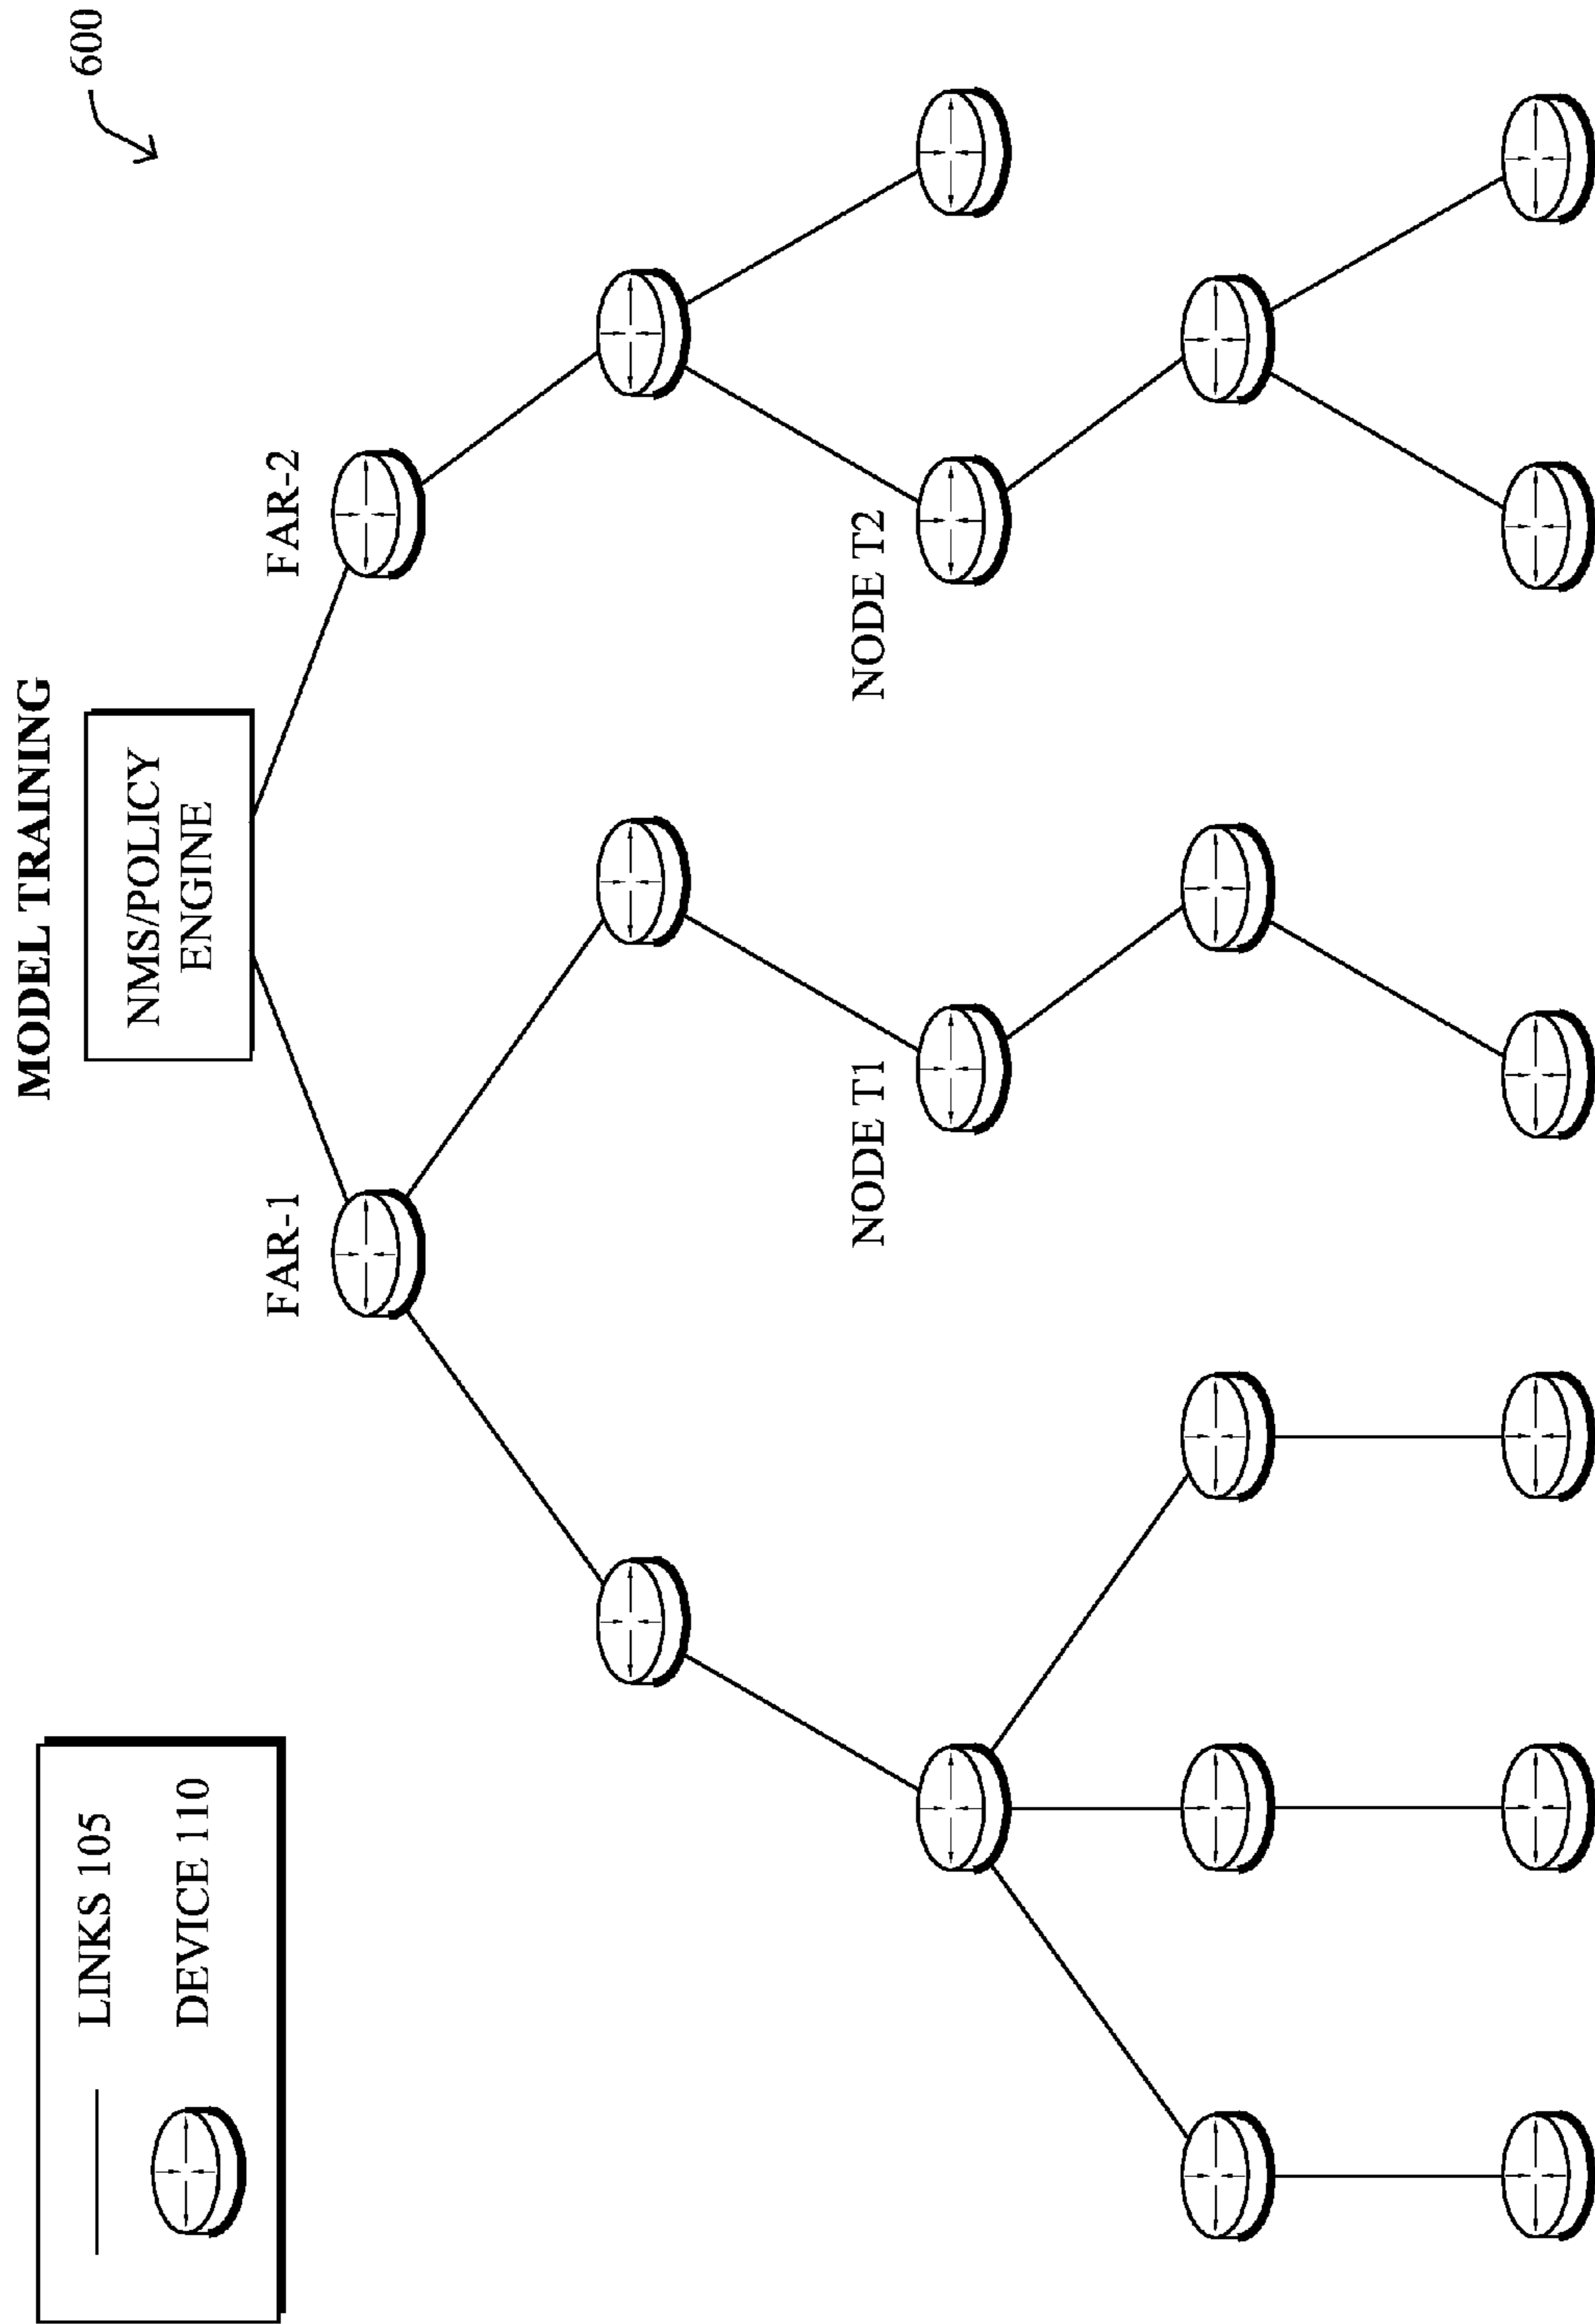 MODEL TRAINING
600
LINKS 105
DEVICE 110
NMS/POLICY
ENGINE
FAR-1
FAR-2
NODE T1
NODE T2